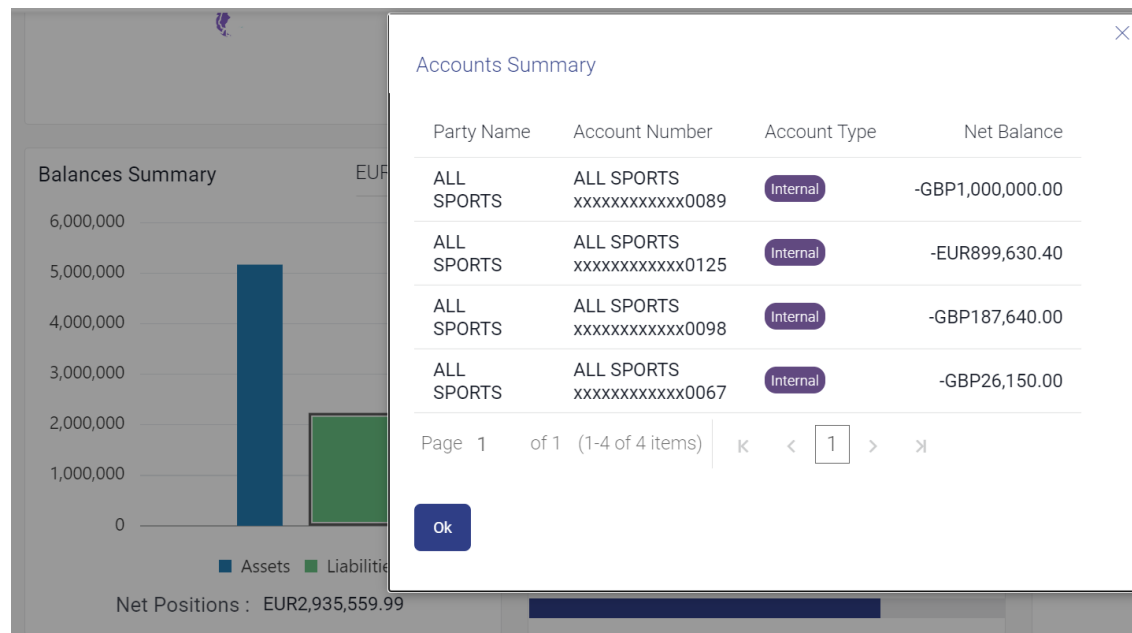 Accounts Summary
Party Name Account Number Account Type Net Balance
ALL SPORTS ALL SPORTS xxxxxxxxxxxx0089 Internal -GBP1,000,000.00
ALL SPORTS ALL SPORTS xxxxxxxxxxxx0125 Internal -EUR899,630.40
ALL SPORTS ALL SPORTS xxxxxxxxxxxx0098 Internal -GBP187,640.00
ALL SPORTS ALL SPORTS xxxxxxxxxxxx0067 Internal -GBP26,150.00
Page 1 of 1 (1-4 of 4 items) 1
Ok
Balances Summary EUR
6,000,000
5,000,000
4,000,000
3,000,000
2,000,000
1,000,000
0
Assets Liabilitie
Net Positions : EUR2,935,559.99